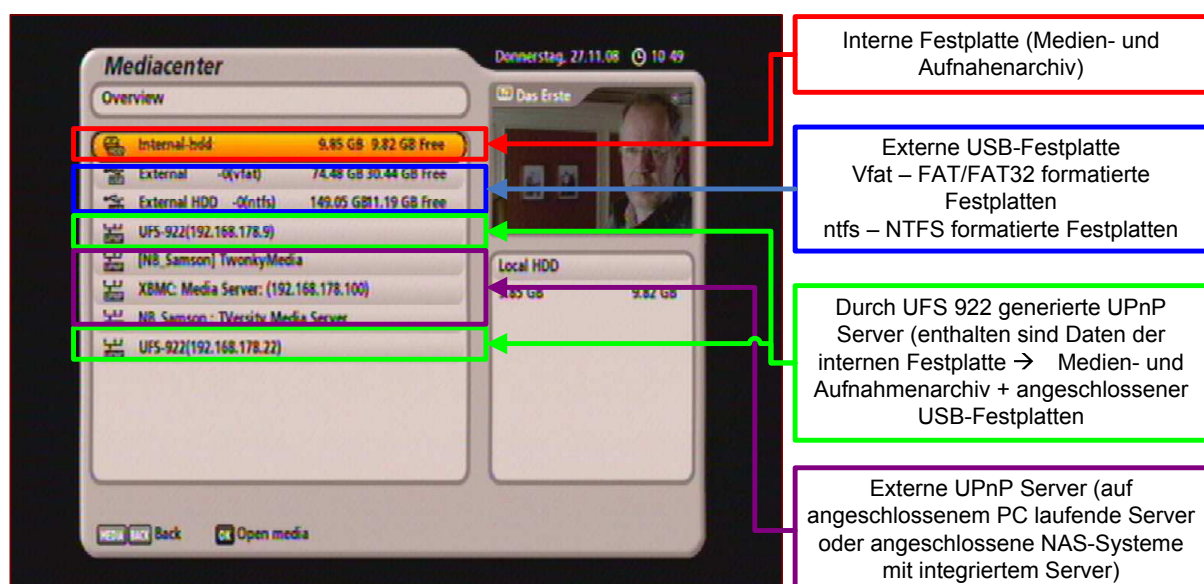 Mediacenter
Donnerstag, 27.11.08 10 49
Overview
Das Erste
Internal-hdd 9.85 GB 9.82 GB Free
External -0(vfat) 74.48 GB 30.44 GB Free
External HDD -0(ntfs) 149.05 GB11.19 GB Free
UFS-922(192.168.178.9)
[NB_Samson] TwonkyMedia
XBMC: Media Server: (192.168.178.100)
NB_Samson : TVersity Media Server
UFS-922(192.168.178.22)
Local HDD
9.85 GB 9.82 GB
MEDIA BACK Back OK Open media
Interne Festplatte (Medien- und
Aufnahenarchiv)
Externe USB-Festplatte
Vfat – FAT/FAT32 formatierte
Festplatten
ntfs – NTFS formatierte Festplatten
Durch UFS 922 generierte UPnP
Server (enthalten sind Daten der
internen Festplatte → Medien- und
Aufnahmenarchiv + angeschlossener
USB-Festplatten
Externe UPnP Server (auf
angeschlossenem PC laufende Server
oder angeschlossene NAS-Systeme
mit integriertem Server)